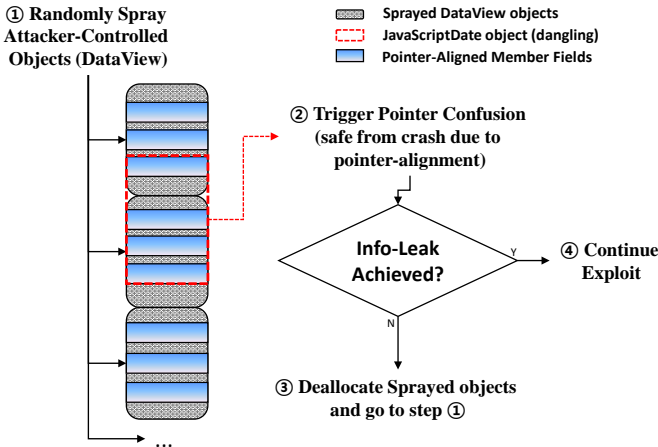 ① Randomly Spray
Attacker-Controlled
Objects (DataView)
Sprayed DataView objects
JavaScriptDate object (dangling)
Pointer-Aligned Member Fields
② Trigger Pointer Confusion
(safe from crash due to
pointer-alignment)
Info-Leak
Achieved?
Y
④ Continue
Exploit
N
③ Deallocate Sprayed objects
and go to step ①
...